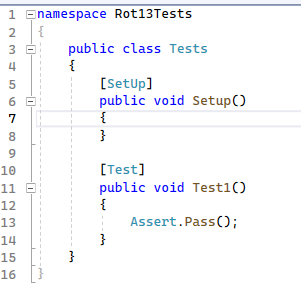 1 namespace Rot13Tests
2 {
3     public class Tests
4     {
5         [SetUp]
6         public void Setup()
7         {
8         }
9
10         [Test]
11         public void Test1()
12         {
13             Assert.Pass();
14         }
15     }
16 }